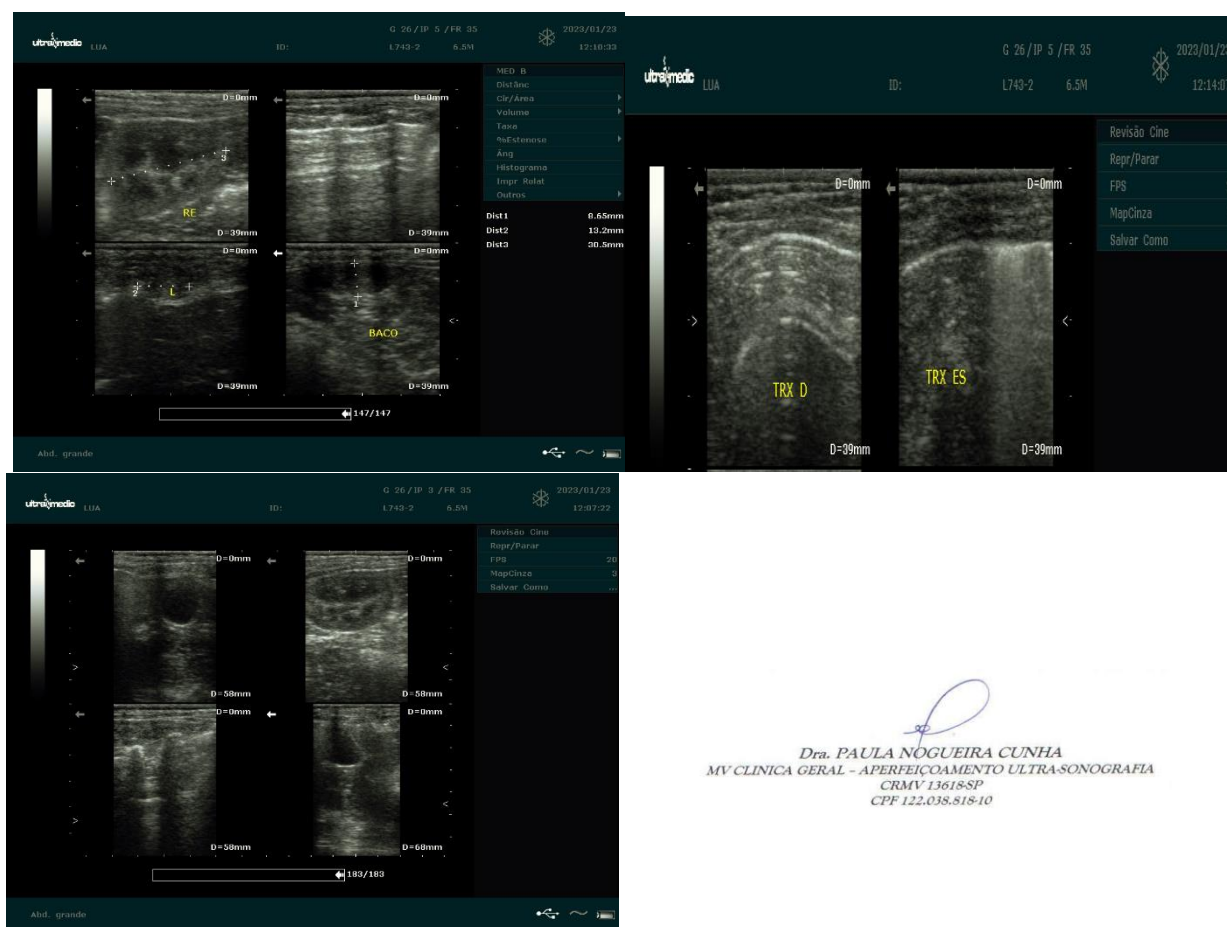 G 26/IP 5 /FR 35
2023/01/23
ultramedic LUA
ID:
L743-2 6.5M
12:10:33
MED B
Distânc
Cir/Area
Volume
Taxa
%Estenose
Âng
Histograma
Impr Relat
Outros
Dist1 8.65mm
Dist2 13.2mm
Dist3 30.5mm
D=0mm
D=0mm
3
RE
D=39mm
D=39mm
D=0mm
D=0mm
2
L
1
BACO
D=39mm
D=39mm
147/147
Abd. grande
G 26/IP 5 /FR 35
ultramedic LUA
ID:
L743-2 6.5M
12:14:0
Revisão Cine
Repr/Parar
FPS
MapCinza
Salvar Como
D=0mm
D=0mm
TRX D
TRX ES
D=39mm
D=39mm
G 26/IP 3 /FR 35
2023/01/23
ultramedic LUA
ID:
L743-2 6.5M
12:07:22
Revisão Cine
Repr/Parar
FPS 20
MapCinza 3
Salvar Como ...
D=0mm
D=0mm
D=58mm
D=58mm
D=0mm
D=0mm
D=58mm
D=68mm
183/183
Abd. grande
Dra. PAULA NOGUEIRA CUNHA
MV CLINICA GERAL – APERFEIÇOAMENTO ULTRA-SONOGRAFIA
CRMV 13618-SP
CPF 122.038.818-10